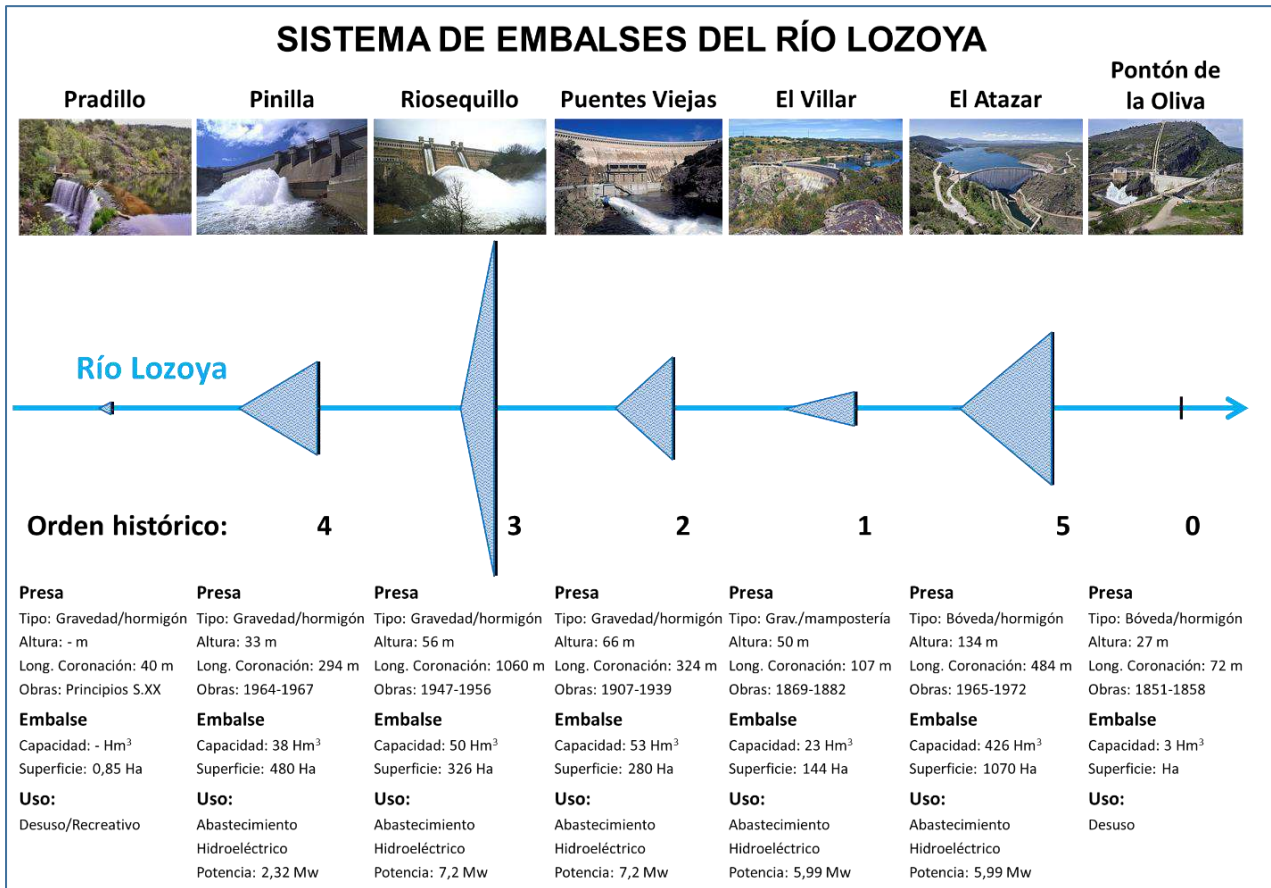 SISTEMA DE EMBALSES DEL RÍO LOZOYA
Pradillo
Pinilla
Riosequillo
Puentes Viejas
El Villar
El Atazar
Pontón de
la Oliva
Río Lozoya
Orden histórico:
4
3
2
1
5
0
Presa
Tipo: Gravedad/hormigón
Altura: - m
Long. Coronación: 40 m
Obras: Principios S.XX
Embalse
Capacidad: - Hm³
Superficie: 0,85 Ha
Uso:
Desuso/Recreativo
Presa
Tipo: Gravedad/hormigón
Altura: 33 m
Long. Coronación: 294 m
Obras: 1964-1967
Embalse
Capacidad: 38 Hm³
Superficie: 480 Ha
Uso:
Abastecimiento
Hidroeléctrico
Potencia: 2,32 Mw
Presa
Tipo: Gravedad/hormigón
Altura: 56 m
Long. Coronación: 1060 m
Obras: 1947-1956
Embalse
Capacidad: 50 Hm³
Superficie: 326 Ha
Uso:
Abastecimiento
Hidroeléctrico
Potencia: 7,2 Mw
Presa
Tipo: Gravedad/hormigón
Altura: 66 m
Long. Coronación: 324 m
Obras: 1907-1939
Embalse
Capacidad: 53 Hm³
Superficie: 280 Ha
Uso:
Abastecimiento
Hidroeléctrico
Potencia: 7,2 Mw
Presa
Tipo: Grav./mampostería
Altura: 50 m
Long. Coronación: 107 m
Obras: 1869-1882
Embalse
Capacidad: 23 Hm³
Superficie: 144 Ha
Uso:
Abastecimiento
Hidroeléctrico
Potencia: 5,99 Mw
Presa
Tipo: Bóveda/hormigón
Altura: 134 m
Long. Coronación: 484 m
Obras: 1965-1972
Embalse
Capacidad: 426 Hm³
Superficie: 1070 Ha
Uso:
Abastecimiento
Hidroeléctrico
Potencia: 5,99 Mw
Presa
Tipo: Bóveda/hormigón
Altura: 27 m
Long. Coronación: 72 m
Obras: 1851-1858
Embalse
Capacidad: 3 Hm³
Superficie: Ha
Uso:
Desuso